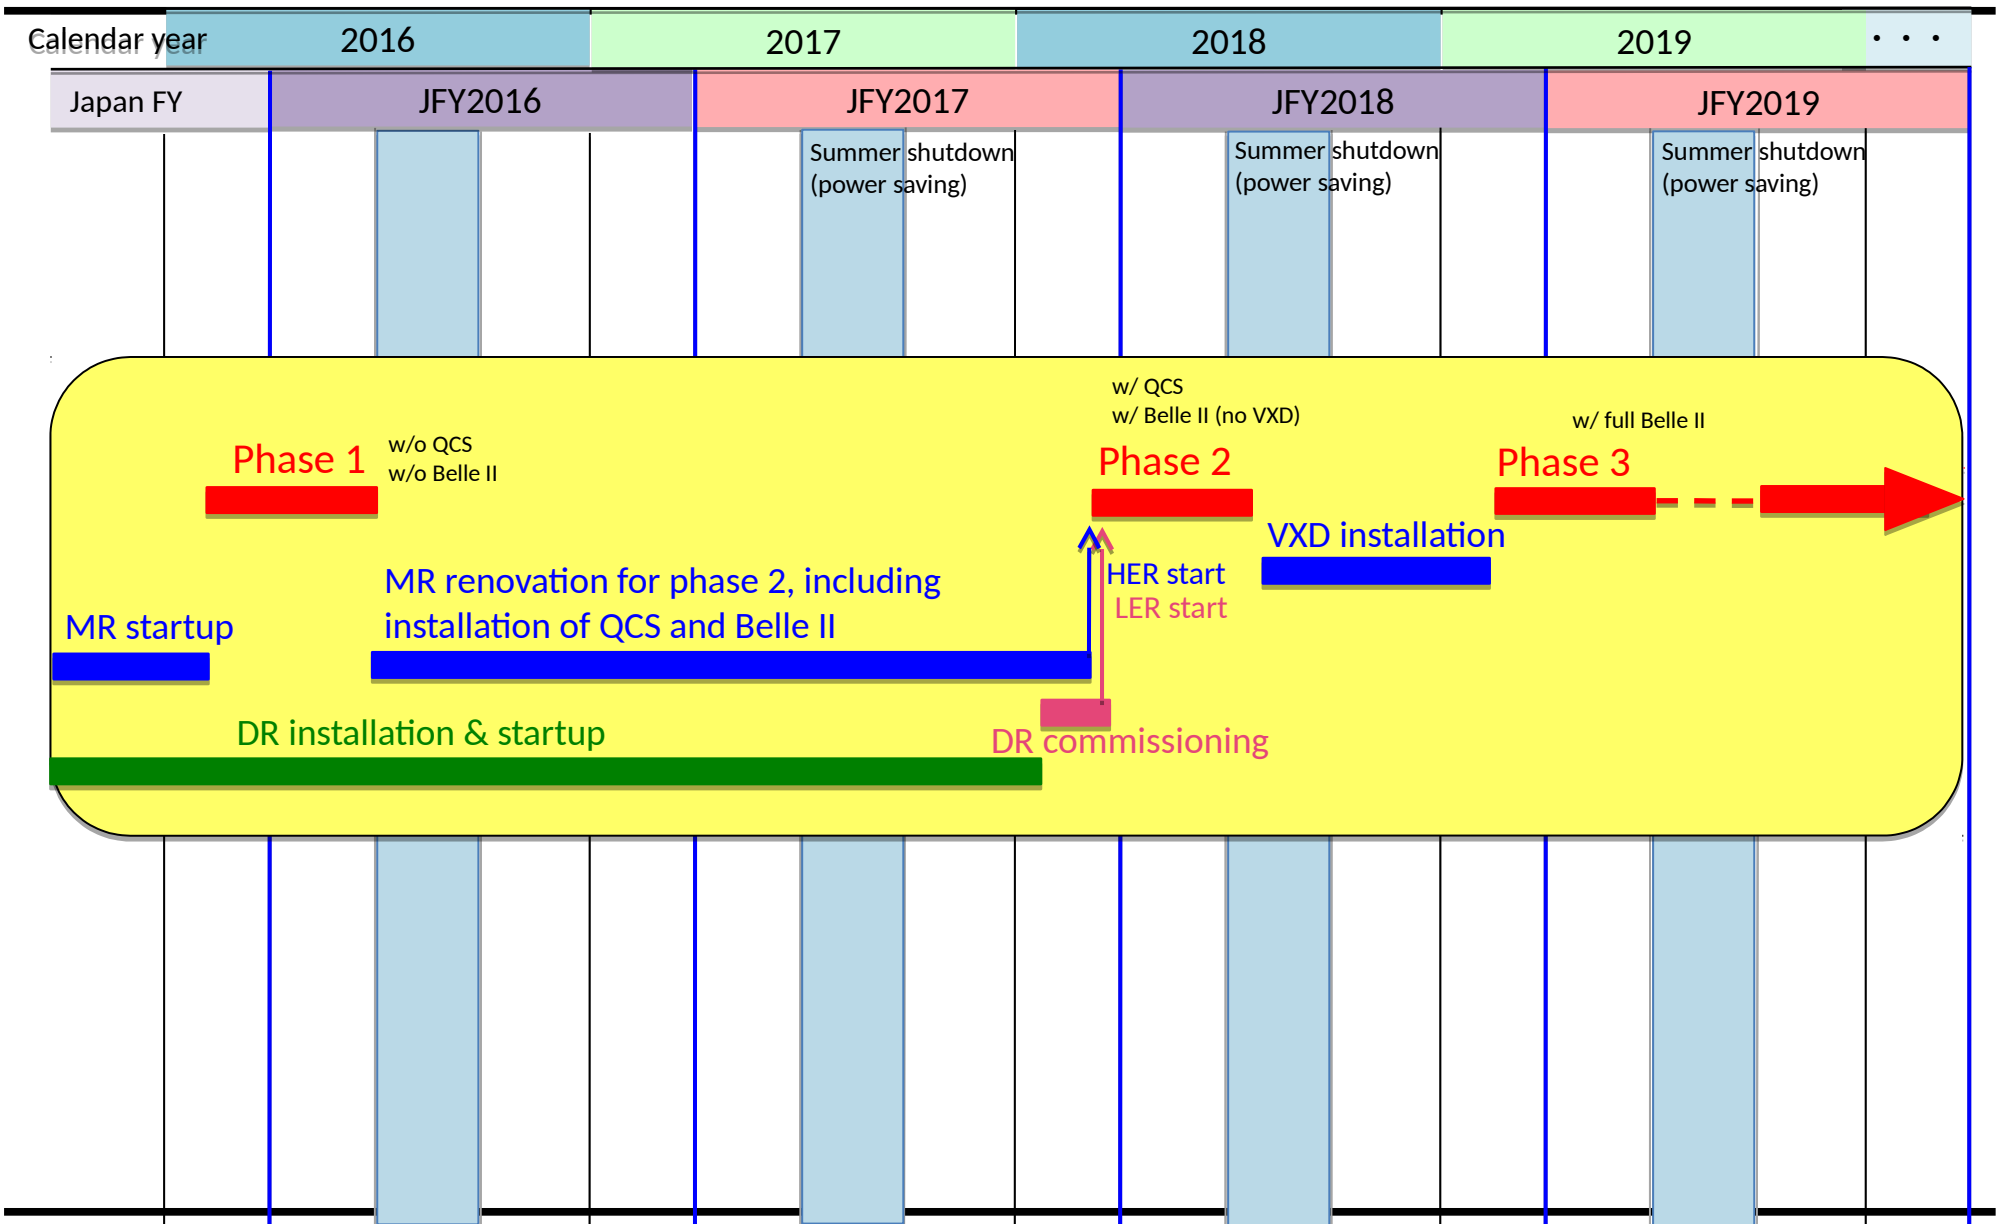 Calendar year
2016
2017
2018
2019
· · ·
Japan FY
JFY2016
JFY2017
JFY2018
JFY2019
Summer shutdown
(power saving)
Summer shutdown
(power saving)
Summer shutdown
(power saving)
w/ QCS
w/ Belle II (no VXD)
w/ full Belle II
Phase 1
w/o QCS
w/o Belle II
Phase 2
Phase 3
VXD installation
MR renovation for phase 2, including
installation of QCS and Belle II
HER start
LER start
MR startup
DR installation & startup
DR commissioning